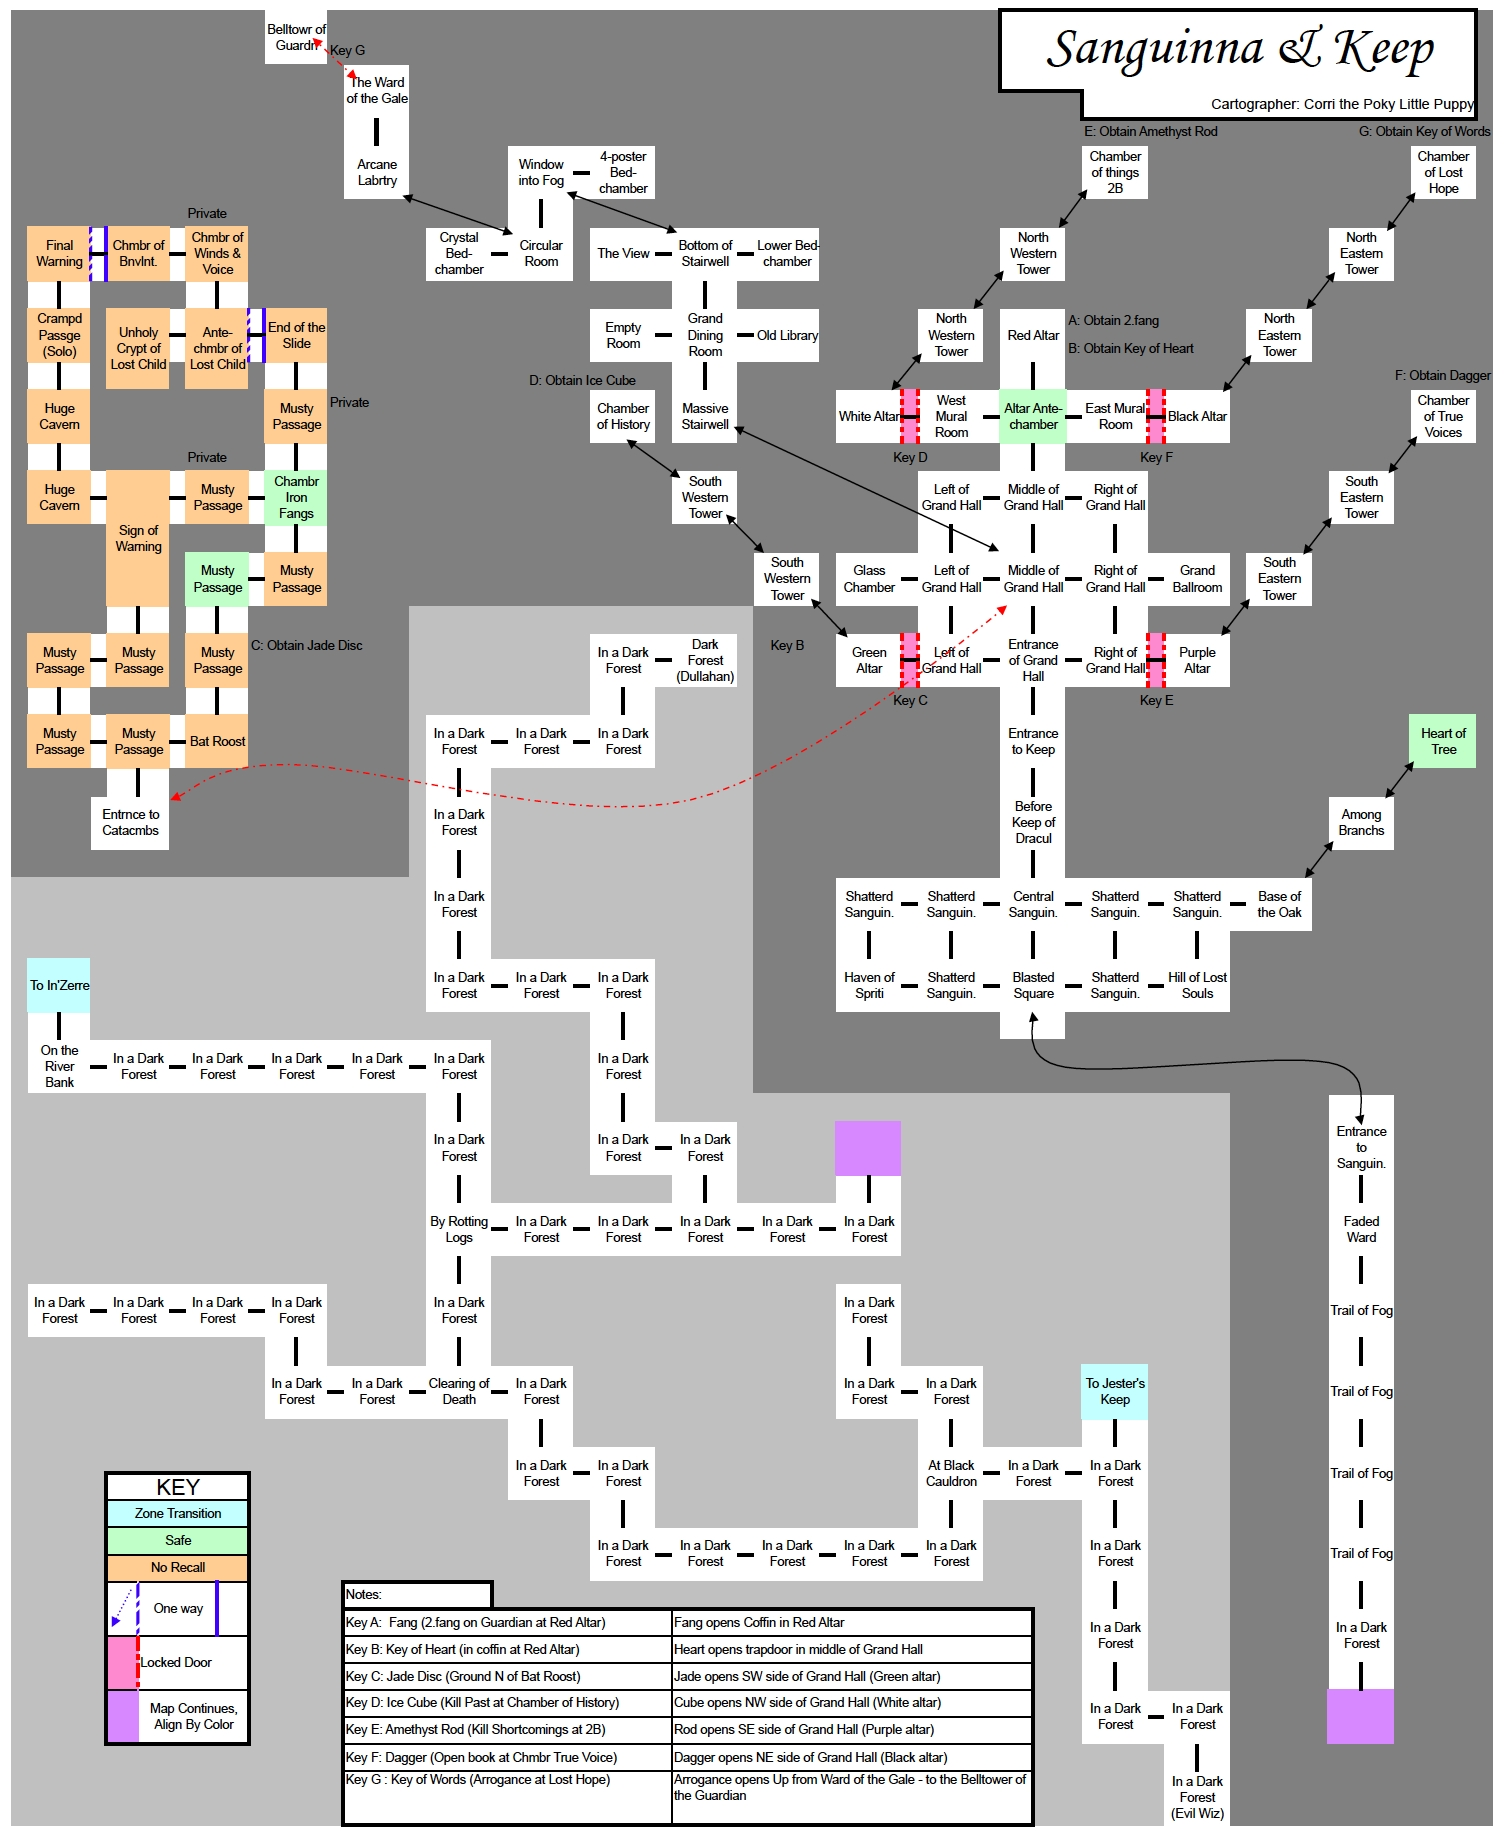 Sanguinna & Keep
Cartographer: Corri the Poky Little Puppy
Belltowr of
Guardn
Key G
The Ward
of the Gale
Arcane
Labrtry
Window
into Fog
4-poster
Bed-
chamber
Crystal
Bed-
chamber
Circular
Room
The View
Bottom of
Stairwell
Lower Bed-
chamber
Empty
Room
Grand
Dining
Room
Old Library
Massive
Stairwell
E: Obtain Amethyst Rod
Chamber
of things
2B
G: Obtain Key of Words
Chamber
of Lost
Hope
North
Western
Tower
North
Eastern
Tower
North
Western
Tower
Red Altar
A: Obtain 2.fang
B: Obtain Key of Heart
North
Eastern
Tower
Private
Final
Warning
Chmbr of
BnvInt.
Chmbr of
Winds &
Voice
Crampd
Passge
(Solo)
Unholy
Crypt of
Lost Child
Ante-
chmbr of
Lost Child
End of the
Slide
Huge
Cavern
Musty
Passage
Private
Private
Huge
Cavern
Sign of
Warning
Musty
Passage
Chambr
Iron
Fangs
Musty
Passage
Musty
Passage
Musty
Passage
Musty
Passage
Musty
Passage
C: Obtain Jade Disc
Musty
Passage
Musty
Passage
Bat Roost
Entrnce to
Catacmbs
D: Obtain Ice Cube
Chamber
of History
South
Western
Tower
South
Western
Tower
Key B
White Altar
West
Mural
Room
Altar Ante-
chamber
East Mural
Room
Black Altar
Key D
Key F
F: Obtain Dagger
Chamber
of True
Voices
Left of
Grand Hall
Middle of
Grand Hall
Right of
Grand Hall
South
Eastern
Tower
Glass
Chamber
Left of
Grand Hall
Middle of
Grand Hall
Right of
Grand Hall
Grand
Ballroom
South
Eastern
Tower
Green
Altar
Left of
Grand Hall
Entrance
of Grand
Hall
Right of
Grand Hall
Purple
Altar
Key C
Key E
Entrance
to Keep
Before
Keep of
Dracul
Heart of
Tree
Among
Branchs
Shatterd
Sanguin.
Shatterd
Sanguin.
Central
Sanguin.
Shatterd
Sanguin.
Shatterd
Sanguin.
Base of
the Oak
Haven of
Spriti
Shatterd
Sanguin.
Blasted
Square
Shatterd
Sanguin.
Hill of Lost
Souls
In a Dark
Forest
Dark
Forest
(Dullahan)
In a Dark
Forest
In a Dark
Forest
In a Dark
Forest
In a Dark
Forest
In a Dark
Forest
In a Dark
Forest
In a Dark
Forest
In a Dark
Forest
To In'Zerre
On the
River
Bank
In a Dark
Forest
In a Dark
Forest
In a Dark
Forest
In a Dark
Forest
In a Dark
Forest
In a Dark
Forest
In a Dark
Forest
In a Dark
Forest
In a Dark
Forest
By Rotting
Logs
In a Dark
Forest
In a Dark
Forest
In a Dark
Forest
In a Dark
Forest
In a Dark
Forest
In a Dark
Forest
In a Dark
Forest
In a Dark
Forest
In a Dark
Forest
In a Dark
Forest
In a Dark
Forest
In a Dark
Forest
In a Dark
Forest
Clearing of
Death
In a Dark
Forest
In a Dark
Forest
In a Dark
Forest
To Jester's
Keep
In a Dark
Forest
In a Dark
Forest
At Black
Cauldron
In a Dark
Forest
In a Dark
Forest
In a Dark
Forest
In a Dark
Forest
In a Dark
Forest
In a Dark
Forest
In a Dark
Forest
In a Dark
Forest
In a Dark
Forest
In a Dark
Forest
In a Dark
Forest
In a Dark
Forest
(Evil Wiz)
Entrance
to
Sanguin.
Faded
Ward
Trail of Fog
Trail of Fog
Trail of Fog
Trail of Fog
In a Dark
Forest
KEY
Zone Transition
Safe
No Recall
One way
Locked Door
Map Continues,
Align By Color
Notes:
Key A:  Fang (2.fang on Guardian at Red Altar)
Fang opens Coffin in Red Altar
Key B: Key of Heart (in coffin at Red Altar)
Heart opens trapdoor in middle of Grand Hall
Key C: Jade Disc (Ground N of Bat Roost)
Jade opens SW side of Grand Hall (Green altar)
Key D: Ice Cube (Kill Past at Chamber of History)
Cube opens NW side of Grand Hall (White altar)
Key E: Amethyst Rod (Kill Shortcomings at 2B)
Rod opens SE side of Grand Hall (Purple altar)
Key F: Dagger (Open book at Chmbr True Voice)
Dagger opens NE side of Grand Hall (Black altar)
Key G : Key of Words (Arrogance at Lost Hope)
Arrogance opens Up from Ward of the Gale - to the Belltower of
the Guardian